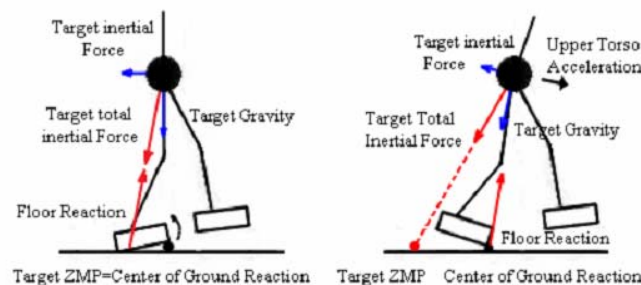 Target inertial
Force
Target total
inertial Force
Target Gravity
Floor Reaction
Target ZMP=Center of Ground Reaction
Target inertial
Force
Upper Torso
Acceleration
Target Total
Inertial Force
Target Gravity
Floor Reaction
Target ZMP Center of Ground Reaction